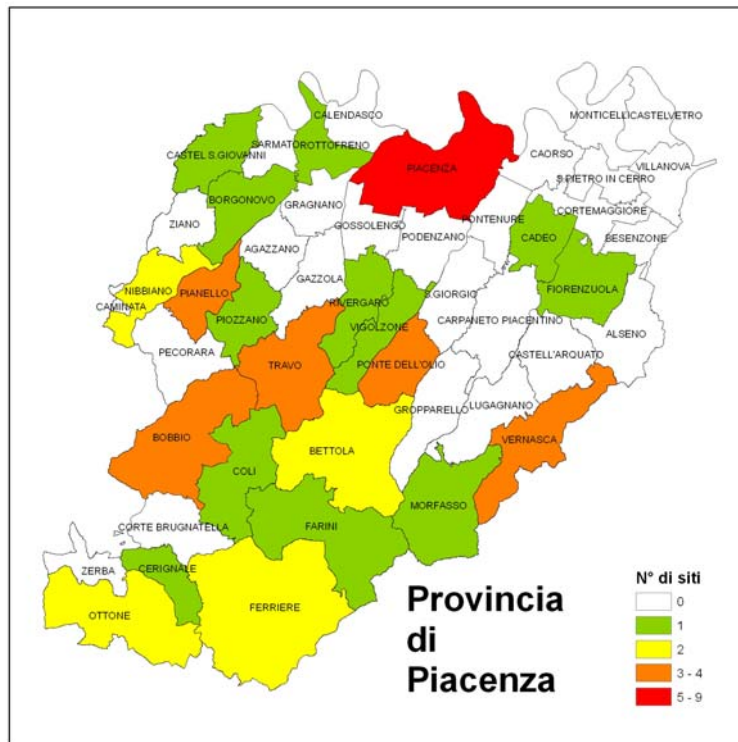 CALENDASCO
MONTICELLI
CASTELVETRO
SARMATO
ROTTOFRENO
CASTEL S.GIOVANNI
PIACENZA
CAORSO
VILLANOVA
S.PIETRO IN CERRO
BORGONOVO
GRAGNANO
CORTEMAGGIORE
ZIANO
GOSSOLENGO
PONTENURE
PODENZANO
CADEO
BESENZONE
AGAZZANO
GAZZOLA
NIBBIANO
PIANELLO
FIORENZUOLA
CAMINATA
RIVERGARO
S.GIORGIO
PIOZZANO
VIGOLZONE
CARPANETO PIACENTINO
ALSENO
PECORARA
TRAVO
PONTE DELL'OLIO
CASTELL'ARQUATO
GROPPARELLO
LUGAGNANO
BOBBIO
VERNASCA
BETTOLA
COLI
MORFASSO
CORTE BRUGNATELLA
FARINI
ZERBA
CERIGNALE
OTTONE
FERRIERE
Provincia
di
Piacenza
N° di siti
0
1
2
3 - 4
5 - 9